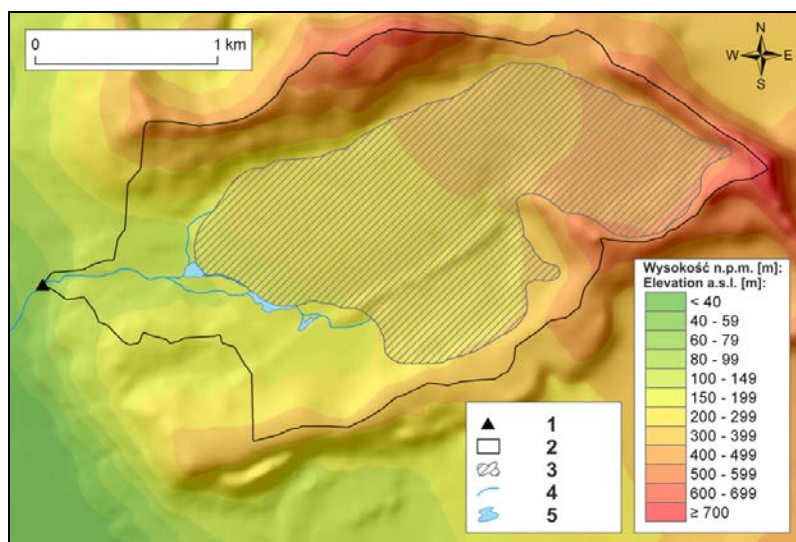 0 1 km
N
W E
S
Wysokość n.p.m. [m]:
Elevation a.s.l. [m]:
< 40
40 - 59
60 - 79
80 - 99
100 - 149
150 - 199
200 - 299
300 - 399
400 - 499
500 - 599
600 - 699
≥ 700
1
2
3
4
5